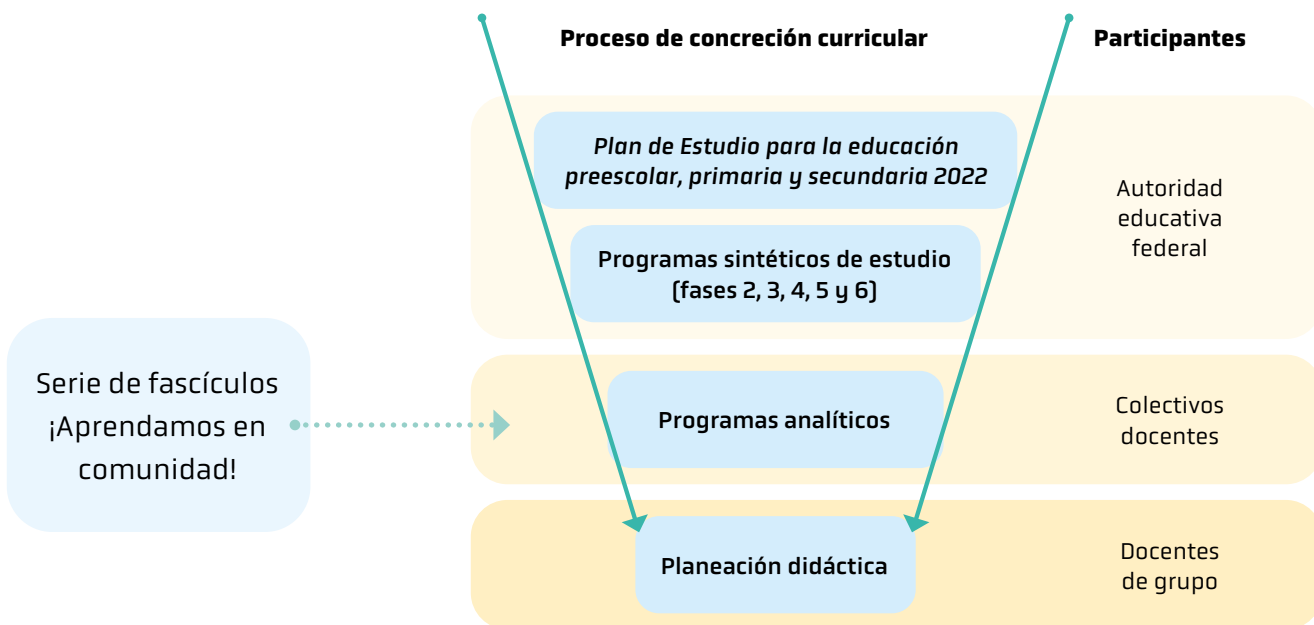 Proceso de concreción curricular
Participantes
Plan de Estudio para la educación
preescolar, primaria y secundaria 2022
Autoridad
educativa
federal
Programas sintéticos de estudio
(fases 2, 3, 4, 5 y 6)
Serie de fascículos
¡Aprendamos en
comunidad!
Programas analíticos
Colectivos
docentes
Planeación didáctica
Docentes
de grupo